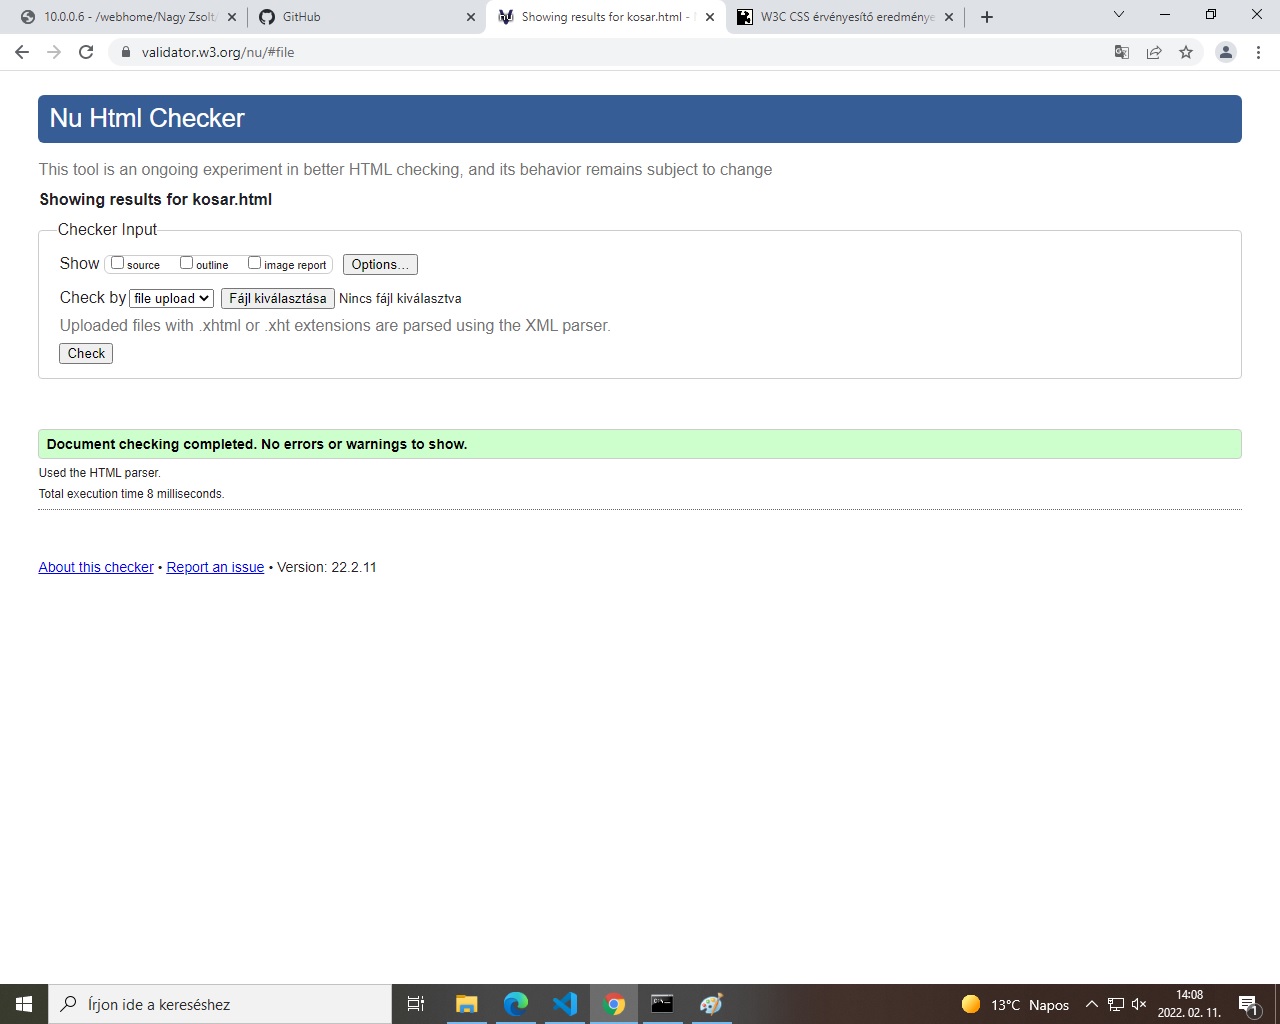 10.0.0.6 - /webhome/Nagy Zsolt/
GitHub
Showing results for kosar.html -
W3C CSS érvényesítő eredménye
validator.w3.org/nu/#file
Nu Html Checker
This tool is an ongoing experiment in better HTML checking, and its behavior remains subject to change
Showing results for kosar.html
Checker Input
Show source outline image report Options...
Check by file upload Fájl kiválasztása Nincs fájl kiválasztva
Uploaded files with .xhtml or .xht extensions are parsed using the XML parser.
Check
Document checking completed. No errors or warnings to show.
Used the HTML parser.
Total execution time 8 milliseconds.
About this checker • Report an issue • Version: 22.2.11
Írjon ide a kereséshez
13°C Napos
14:08
2022. 02. 11.
1